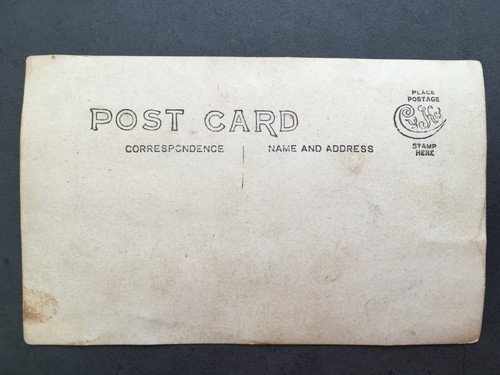 PLACE
POSTAGE
POST CARD
CORRESPONDENCE
NAME AND ADDRESS
STAMP
HERE